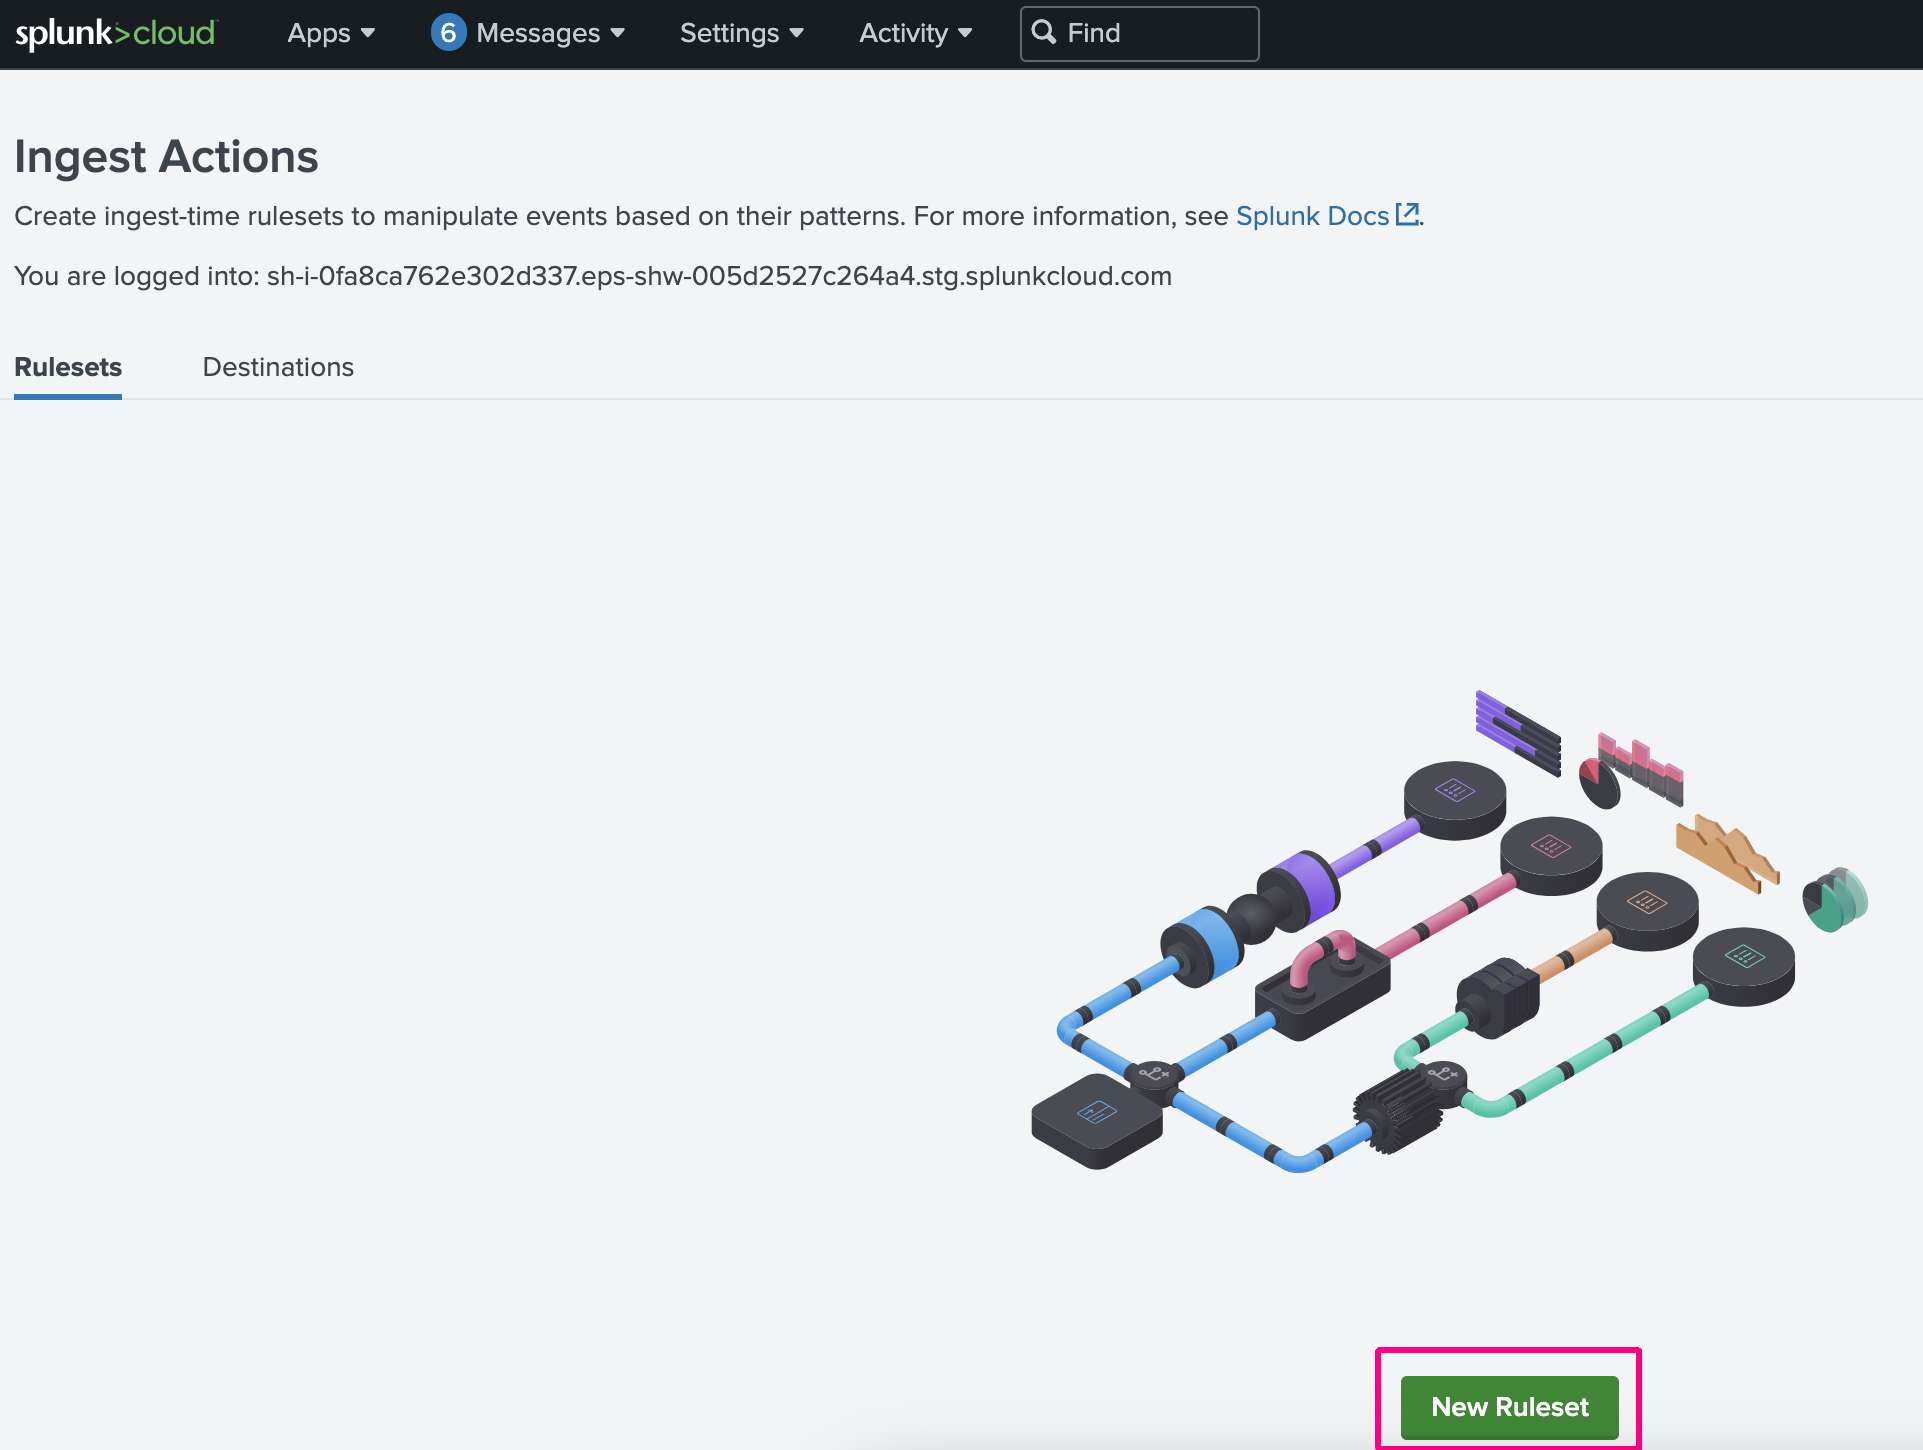 splunk>cloud
Apps
6 Messages
Settings
Activity
Find
Ingest Actions
Create ingest-time rulesets to manipulate events based on their patterns. For more information, see Splunk Docs.
You are logged into: sh-i-0fa8ca762e302d337.eps-shw-005d2527c264a4.stg.splunkcloud.com
Rulesets
Destinations
New Ruleset